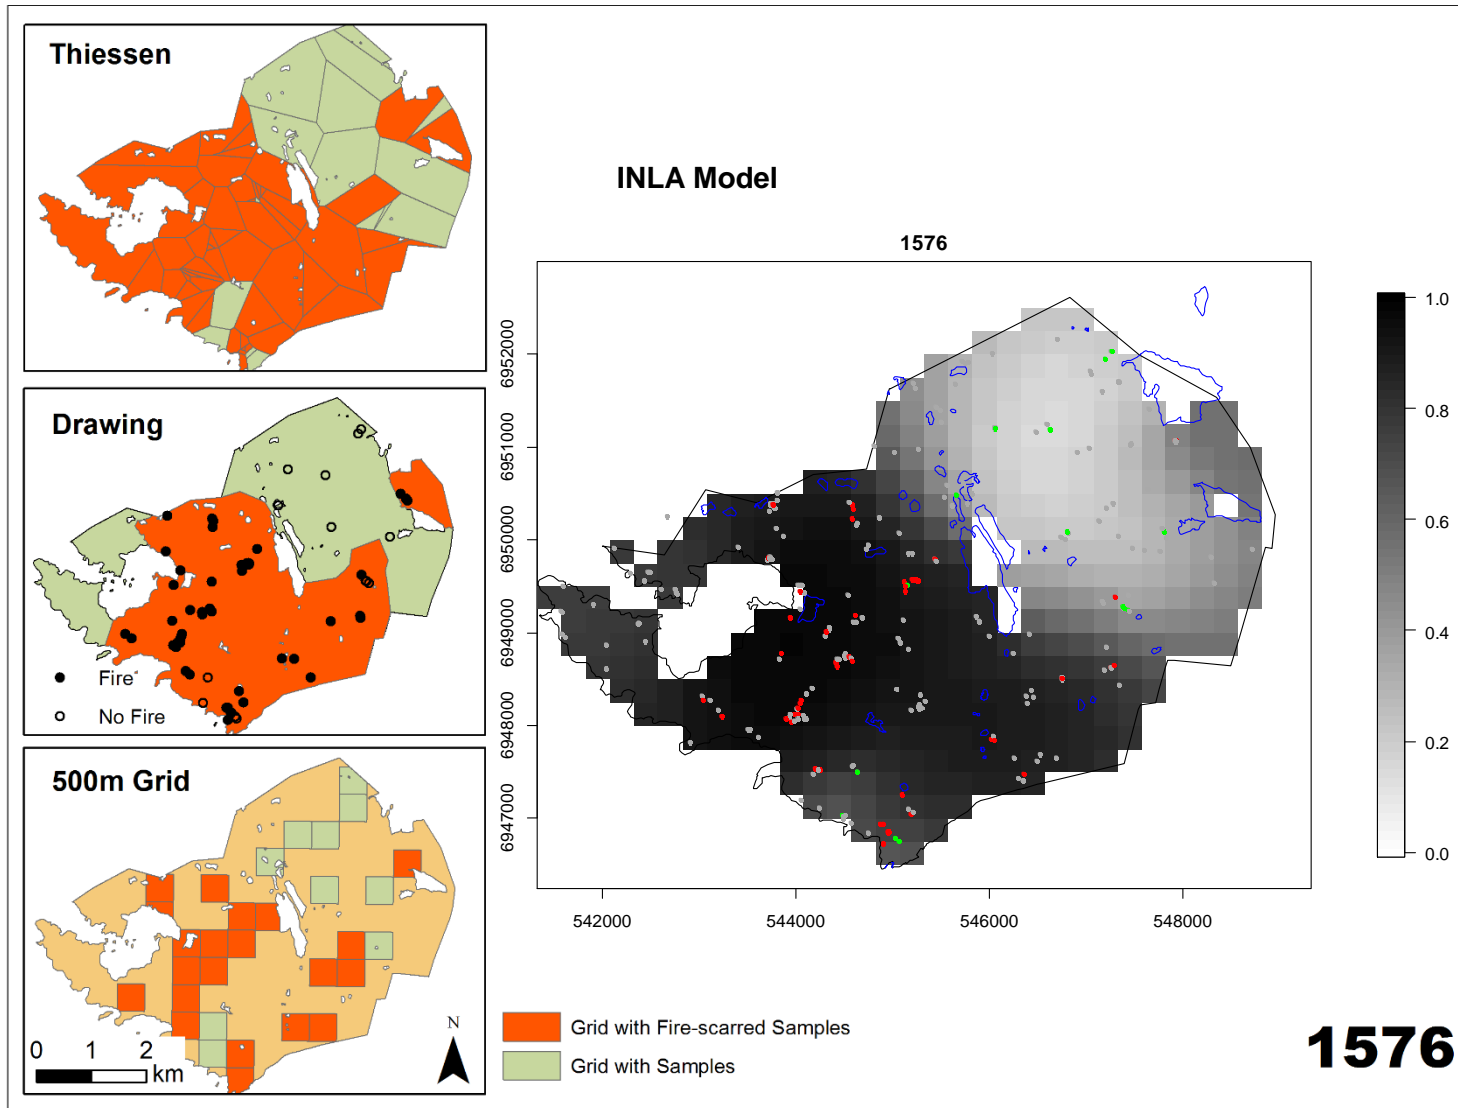 Thiessen
Drawing
Fire
No Fire
500m Grid
0 1 2
km
N
INLA Model
1576
6952000
6951000
6950000
6949000
6948000
6947000
542000 544000 546000 548000
1.0
0.8
0.6
0.4
0.2
0.0
Grid with Fire-scarred Samples
Grid with Samples
1576